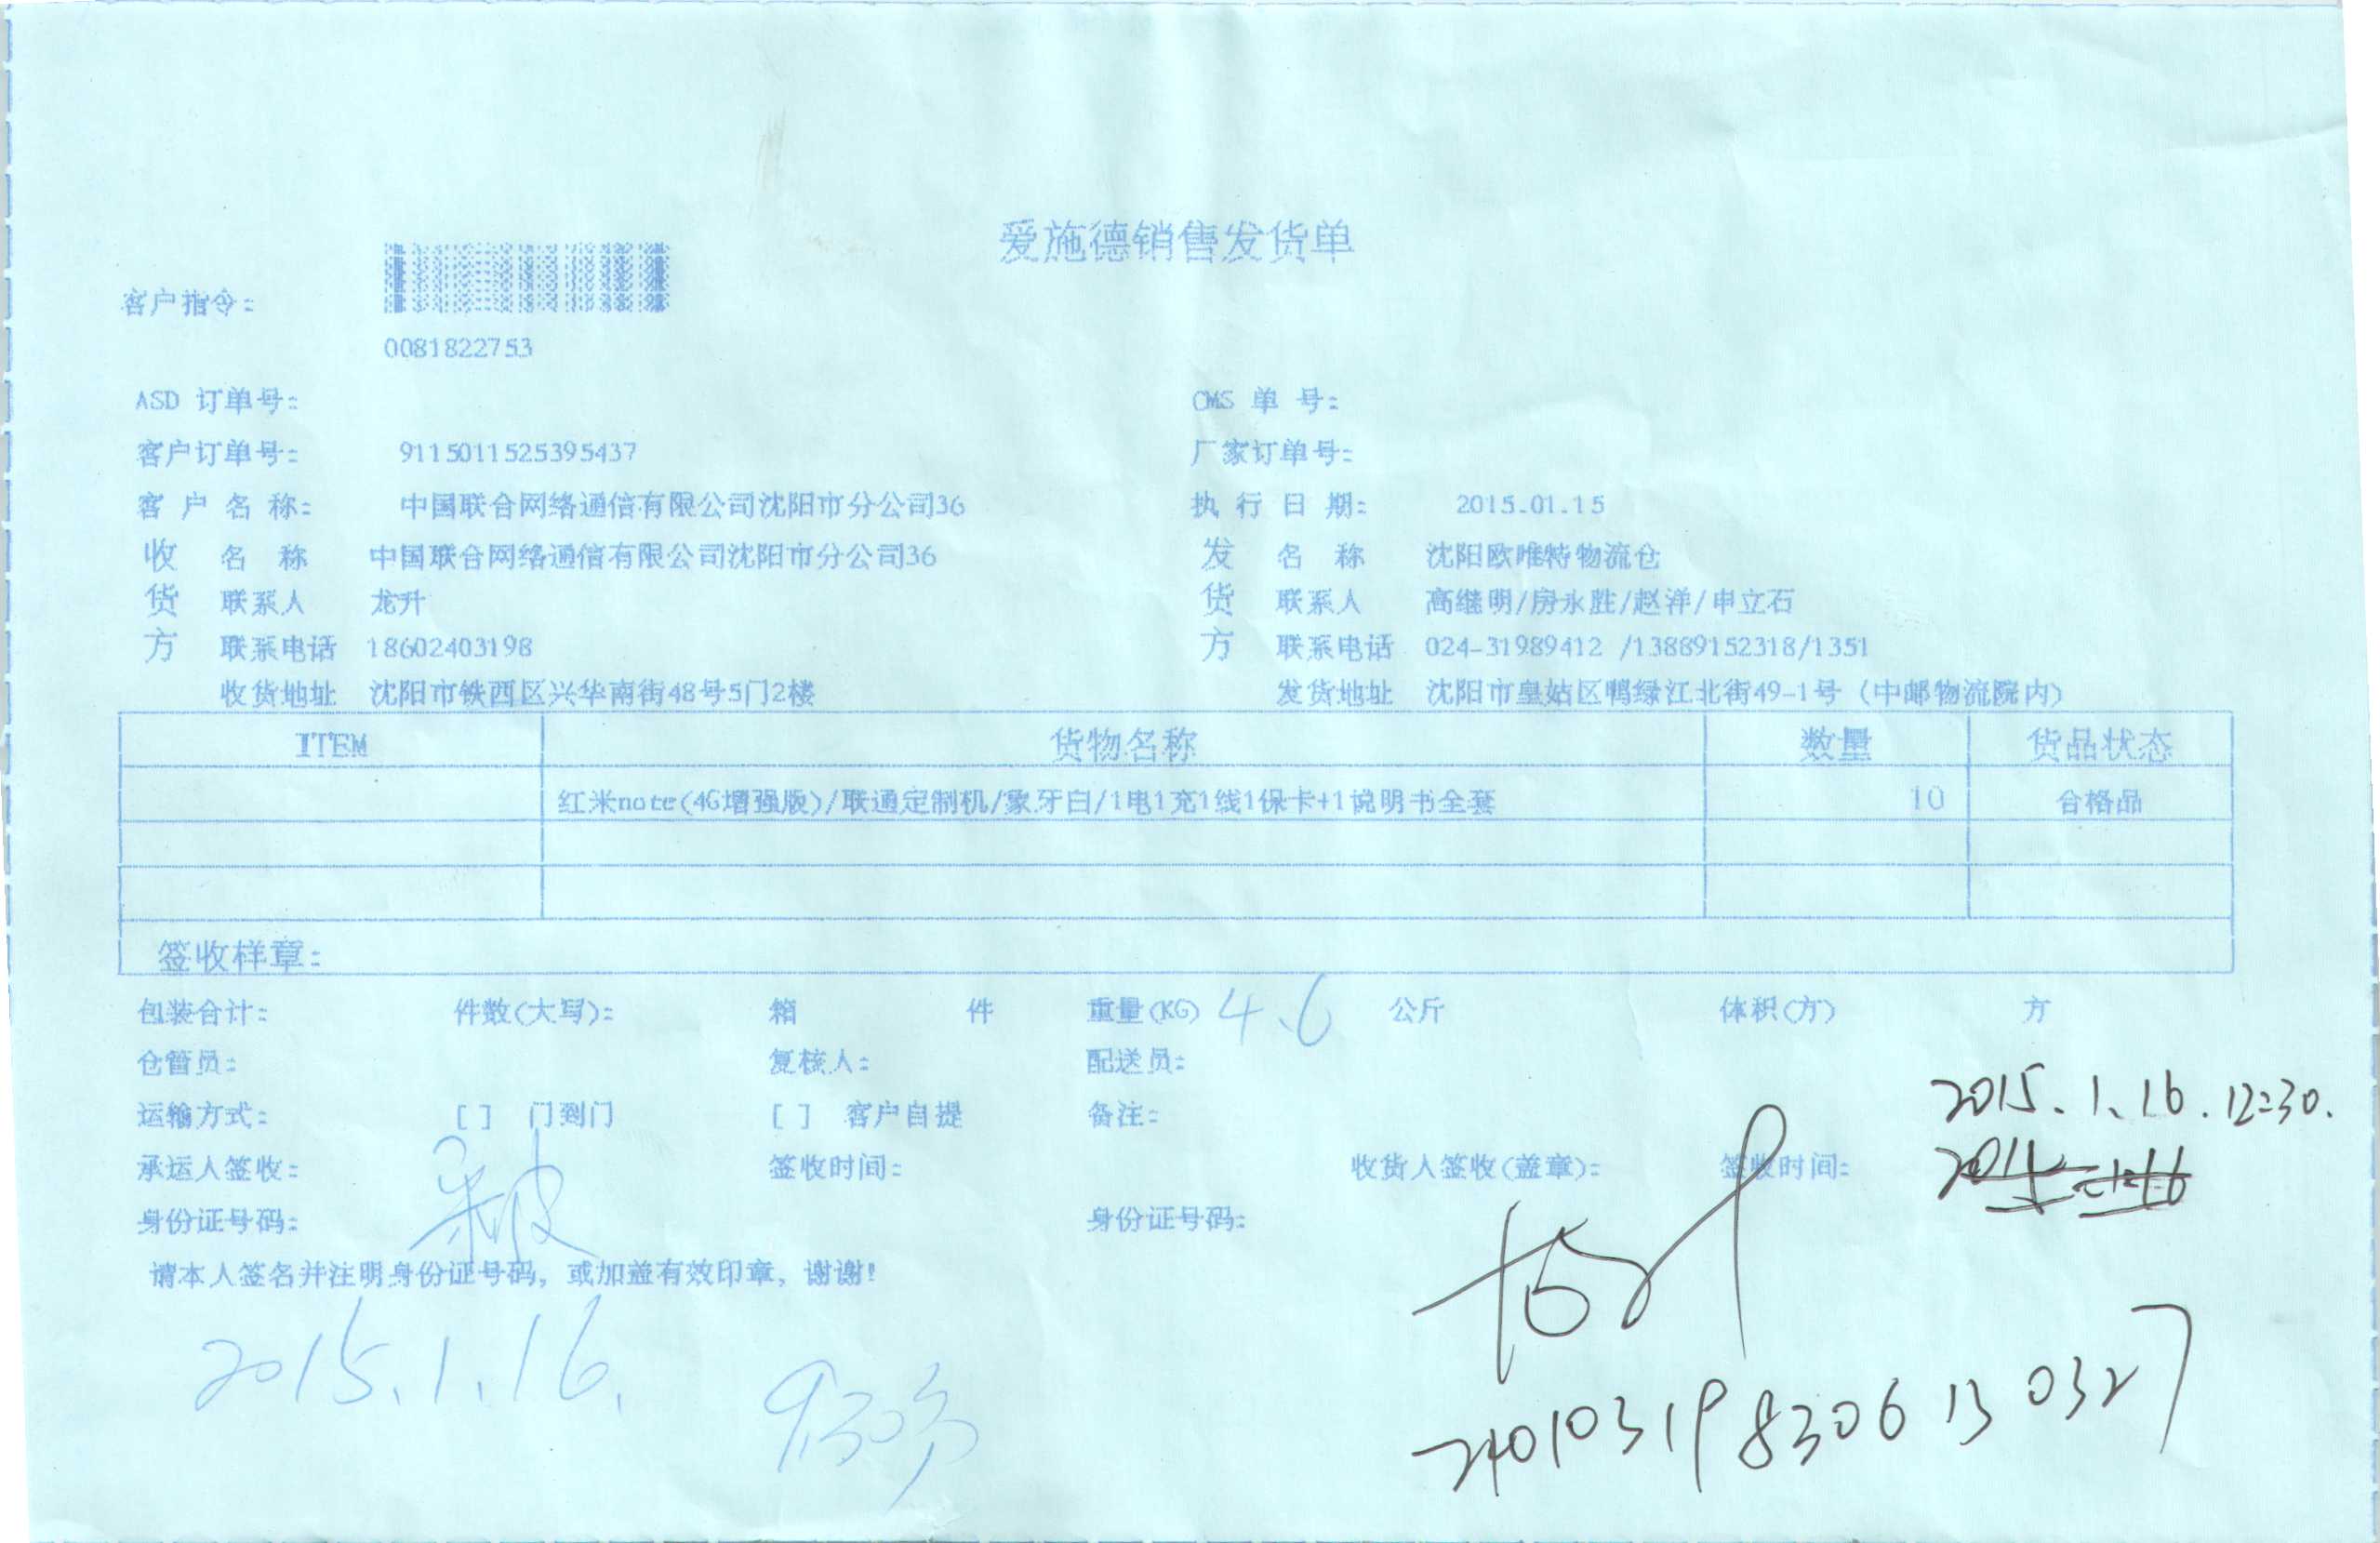 爱施德销售发货单
客户指令：
0081822753
ASD 订单号： OMS 单 号：
客户订单号： 9115011525395437 厂家订单号：
客 户 名 称： 中国联合网络通信有限公司沈阳市分公司36 执 行 日 期： 2015.01.15
收 名 称 中国联合网络通信有限公司沈阳市分公司36 发 名 称 沈阳欧唯特物流仓
货 联系人 龙升 货 联系人 高继明/房永胜/赵洋/申立石
方 联系电话 18602403198 方 联系电话 024-31989412 /13889152318/1351
收货地址 沈阳市铁西区兴华南街48号5门2楼 发货地址 沈阳市皇姑区鸭绿江北街49-1号（中邮物流院内）
ITEM 货物名称 数量 货品状态
红米note(4G增强版)/联通定制机/象牙白/1电1充1线1保卡+1说明书全套 10 合格品
签收样章：
包装合计： 件数(大写)： 箱 件 重量(KG) 4.6 公斤 体积(方) 方
仓管员： 复核人： 配送员：
2015.1.16.12:30.
运输方式： [ ] 门到门 [ ] 客户自提 备注：
承运人签收： 签收时间： 收货人签收(盖章)： 签收时间：
身份证号码： 身份证号码：
请本人签名并注明身份证号码，或加盖有效印章，谢谢！
2015.1.16.